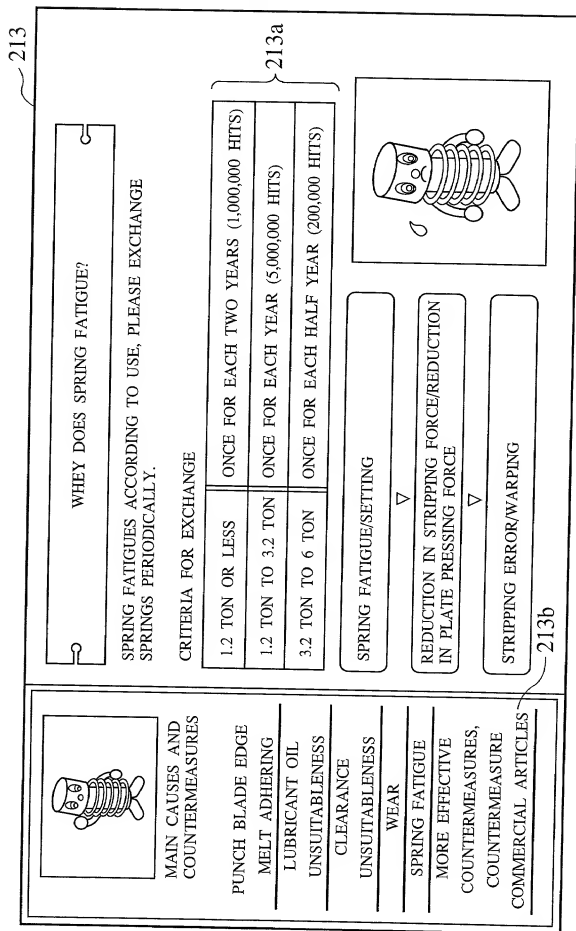 213
WHEY DOES SPRING FATIGUE?
SPRING FATIGUES ACCORDING TO USE, PLEASE EXCHANGE
SPRINGS PERIODICALLY.
CRITERIA FOR EXCHANGE
1.2 TON OR LESS ONCE FOR EACH TWO YEARS (1,000,000 HITS)
1.2 TON TO 3.2 TON ONCE FOR EACH YEAR (5,000,000 HITS)
3.2 TON TO 6 TON ONCE FOR EACH HALF YEAR (200,000 HITS)
213a
SPRING FATIGUE/SETTING
REDUCTION IN STRIPPING FORCE/REDUCTION
IN PLATE PRESSING FORCE
STRIPPING ERROR/WARPING
MAIN CAUSES AND
COUNTERMEASURES
PUNCH BLADE EDGE
MELT ADHERING
LUBRICANT OIL
UNSUITABLENESS
CLEARANCE
UNSUITABLENESS
WEAR
SPRING FATIGUE
MORE EFFECTIVE
COUNTERMEASURES,
COUNTERMEASURE
COMMERCIAL ARTICLES
213b